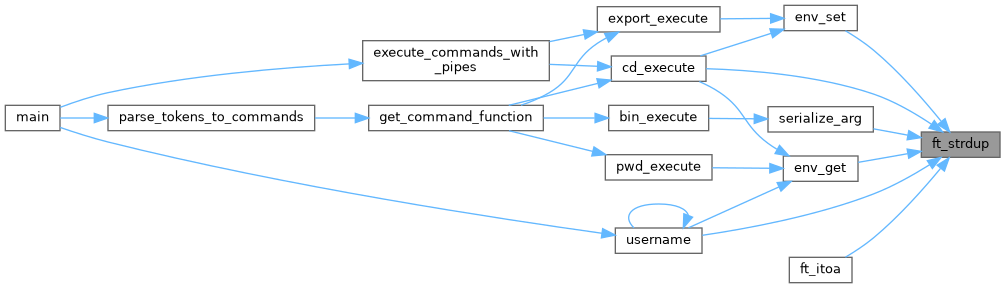 export_execute
env_set
execute_commands_with
_pipes
cd_execute
main
parse_tokens_to_commands
get_command_function
bin_execute
serialize_arg
ft_strdup
pwd_execute
env_get
username
ft_itoa